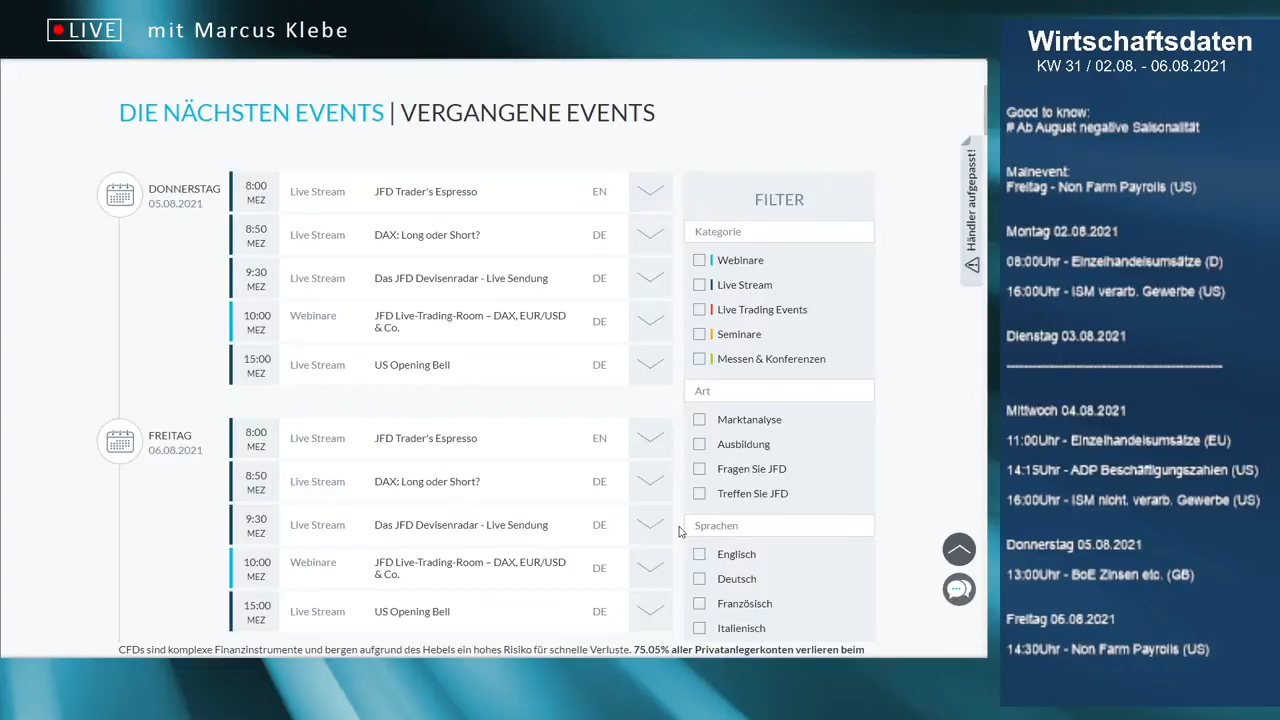 LIVE mit Marcus Klebe
DIE NÄCHSTEN EVENTS | VERGANGENE EVENTS
DONNERSTAG
05.08.2021
8:00 MEZ Live Stream JFD Trader's Espresso EN
8:50 MEZ Live Stream DAX: Long oder Short? DE
9:30 MEZ Live Stream Das JFD Devisenradar - Live Sendung DE
10:00 MEZ Webinare JFD Live-Trading-Room – DAX, EUR/USD
& Co. DE
15:00 MEZ Live Stream US Opening Bell DE
FREITAG
06.08.2021
8:00 MEZ Live Stream JFD Trader's Espresso EN
8:50 MEZ Live Stream DAX: Long oder Short? DE
9:30 MEZ Live Stream Das JFD Devisenradar - Live Sendung DE
10:00 MEZ Webinare JFD Live-Trading-Room – DAX, EUR/USD
& Co. DE
15:00 MEZ Live Stream US Opening Bell DE
FILTER
Kategorie
Webinare
Live Stream
Live Trading Events
Seminare
Messen & Konferenzen
Art
Marktanalyse
Ausbildung
Fragen Sie JFD
Treffen Sie JFD
Sprachen
Englisch
Deutsch
Französisch
Italienisch
Händler aufgepasst!
CFDs sind komplexe Finanzinstrumente und bergen aufgrund des Hebels ein hohes Risiko für schnelle Verluste. 75.05% aller Privatanlegerkonten verlieren beim
Wirtschaftsdaten
KW 31 / 02.08. - 06.08.2021
Good to know:
# Ab August negative Saisonalität
Mainevent:
Freitag - Non Farm Payrolls (US)
Montag 02.08.2021
08:00Uhr - Einzelhandelsumsätze (D)
16:00Uhr - ISM verarb. Gewerbe (US)
Dienstag 03.08.2021
------------------------------------------------------
Mittwoch 04.08.2021
11:00Uhr - Einzelhandelsumsätze (EU)
14:15Uhr - ADP Beschäftigungszahlen (US)
16:00Uhr - ISM nicht. verarb. Gewerbe (US)
Donnerstag 05.08.2021
13:00Uhr - BoE Zinsen etc. (GB)
Freitag 06.08.2021
14:30Uhr - Non Farm Payrolls (US)